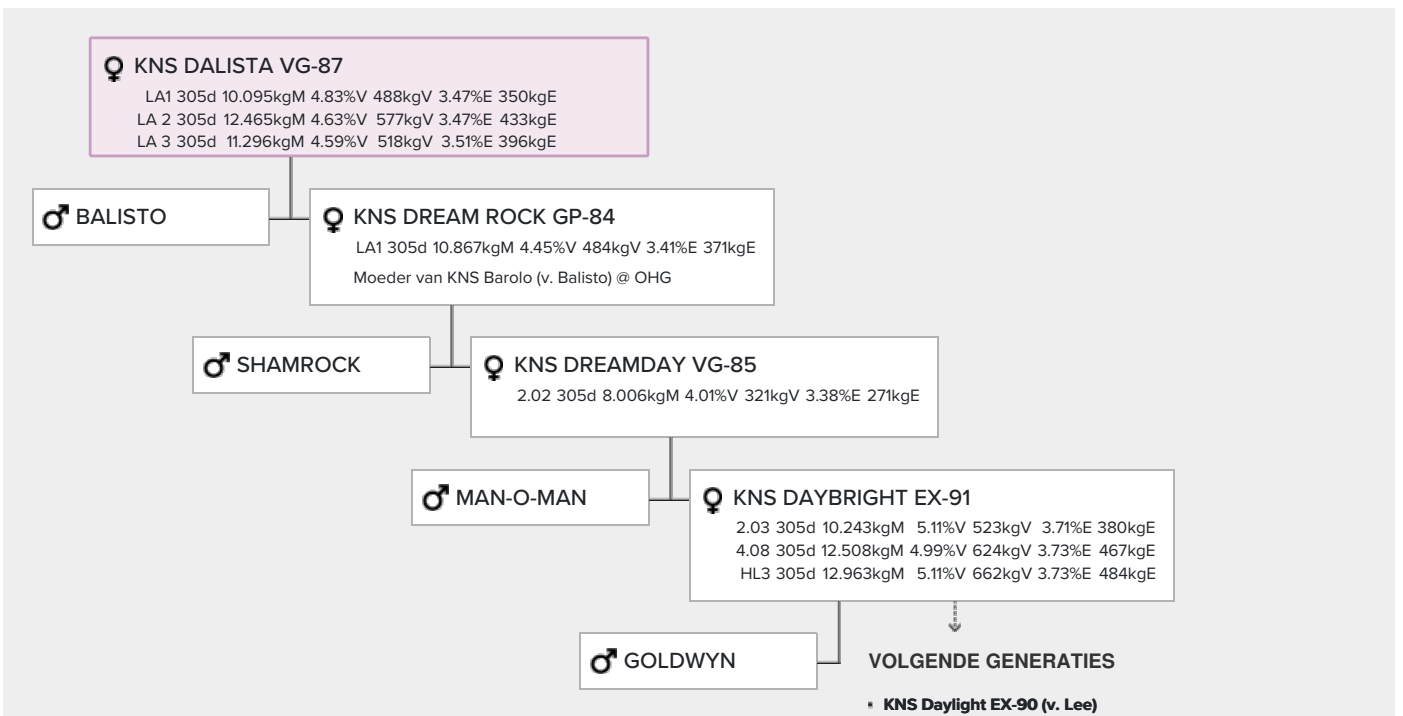 KNS DALISTA VG-87
LA1 305d 10.095kgM 4.83%V 488kgV 3.47%E 350kgE
LA 2 305d 12.465kgM 4.63%V 577kgV 3.47%E 433kgE
LA 3 305d 11.296kgM 4.59%V 518kgV 3.51%E 396kgE
BALISTO
KNS DREAM ROCK GP-84
LA1 305d 10.867kgM 4.45%V 484kgV 3.41%E 371kgE
Moeder van KNS Barolo (v. Balisto) @ OHG
SHAMROCK
KNS DREAMDAY VG-85
2.02 305d 8.006kgM 4.01%V 321kgV 3.38%E 271kgE
MAN-O-MAN
KNS DAYBRIGHT EX-91
2.03 305d 10.243kgM 5.11%V 523kgV 3.71%E 380kgE
4.08 305d 12.508kgM 4.99%V 624kgV 3.73%E 467kgE
HL3 305d 12.963kgM 5.11%V 662kgV 3.73%E 484kgE
GOLDWYN
VOLGENDE GENERATIES
• KNS Daylight EX-90 (v. Lee)